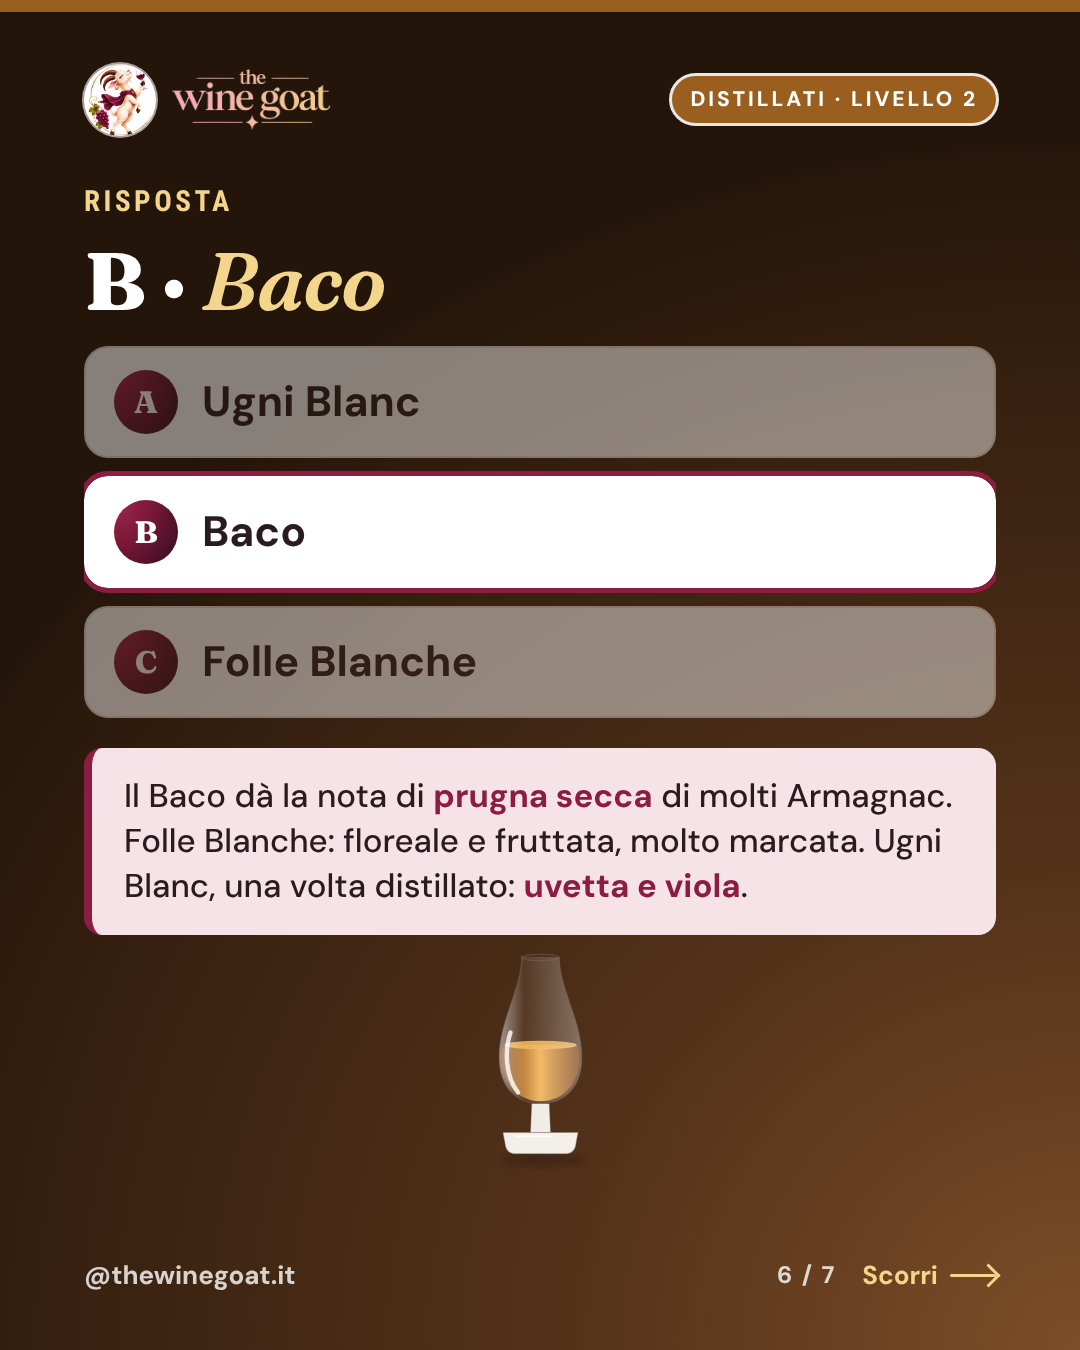 the
wine goat
DISTILLATI · LIVELLO 2
RISPOSTA
B · Baco
A Ugni Blanc
B Baco
C Folle Blanche
Il Baco dà la nota di prugna secca di molti Armagnac.
Folle Blanche: floreale e fruttata, molto marcata. Ugni
Blanc, una volta distillato: uvetta e viola.
@thewinegoat.it
6 / 7 Scorri